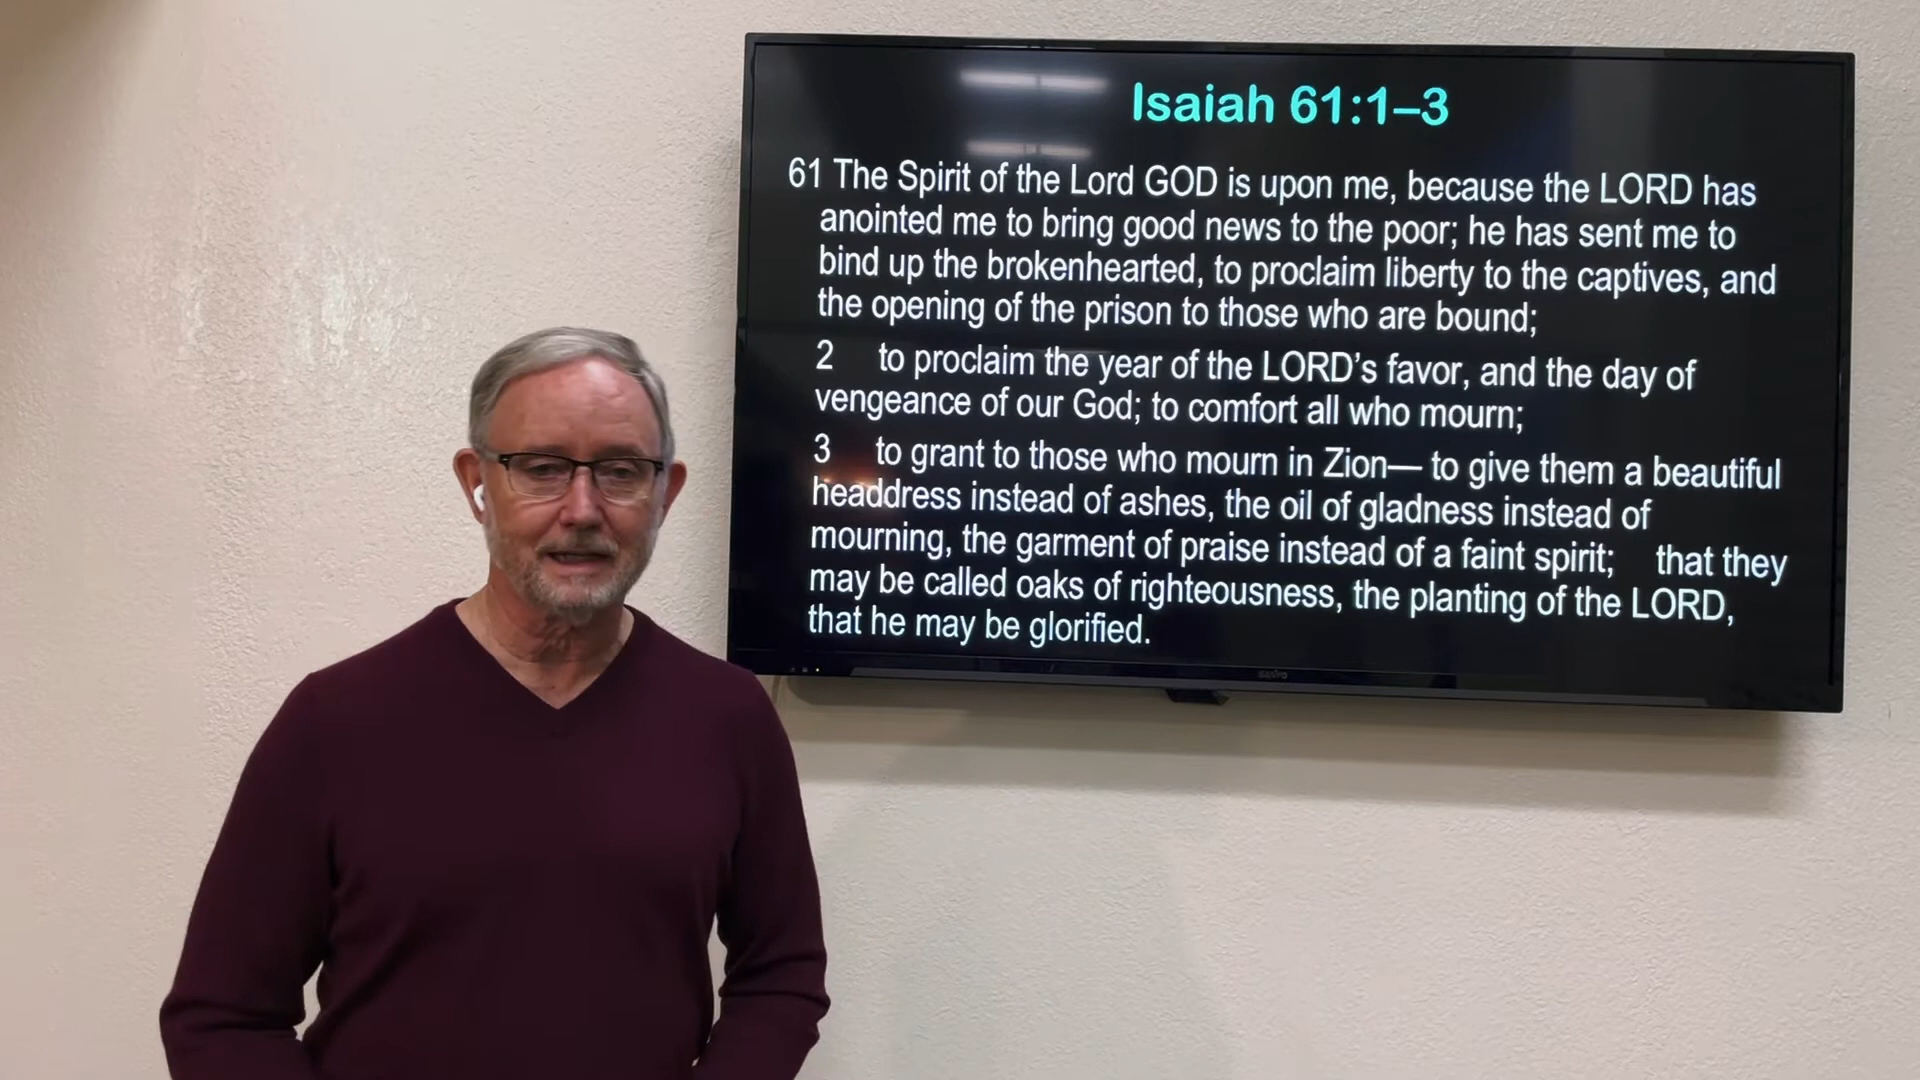 Isaiah 61:1–3
61 The Spirit of the Lord GOD is upon me, because the LORD has
anointed me to bring good news to the poor; he has sent me to
bind up the brokenhearted, to proclaim liberty to the captives, and
the opening of the prison to those who are bound;
2 to proclaim the year of the LORD’s favor, and the day of
vengeance of our God; to comfort all who mourn;
3 to grant to those who mourn in Zion— to give them a beautiful
headdress instead of ashes, the oil of gladness instead of
mourning, the garment of praise instead of a faint spirit; that they
may be called oaks of righteousness, the planting of the LORD,
that he may be glorified.
SANYO